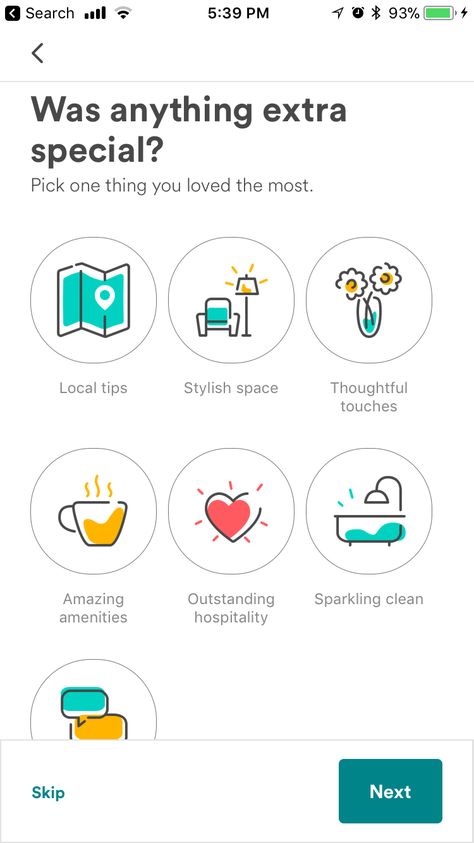 Search 5:39 PM 93%
Was anything extra
special?
Pick one thing you loved the most.
Local tips Stylish space Thoughtful
touches
Amazing Outstanding Sparkling clean
amenities hospitality
Skip Next